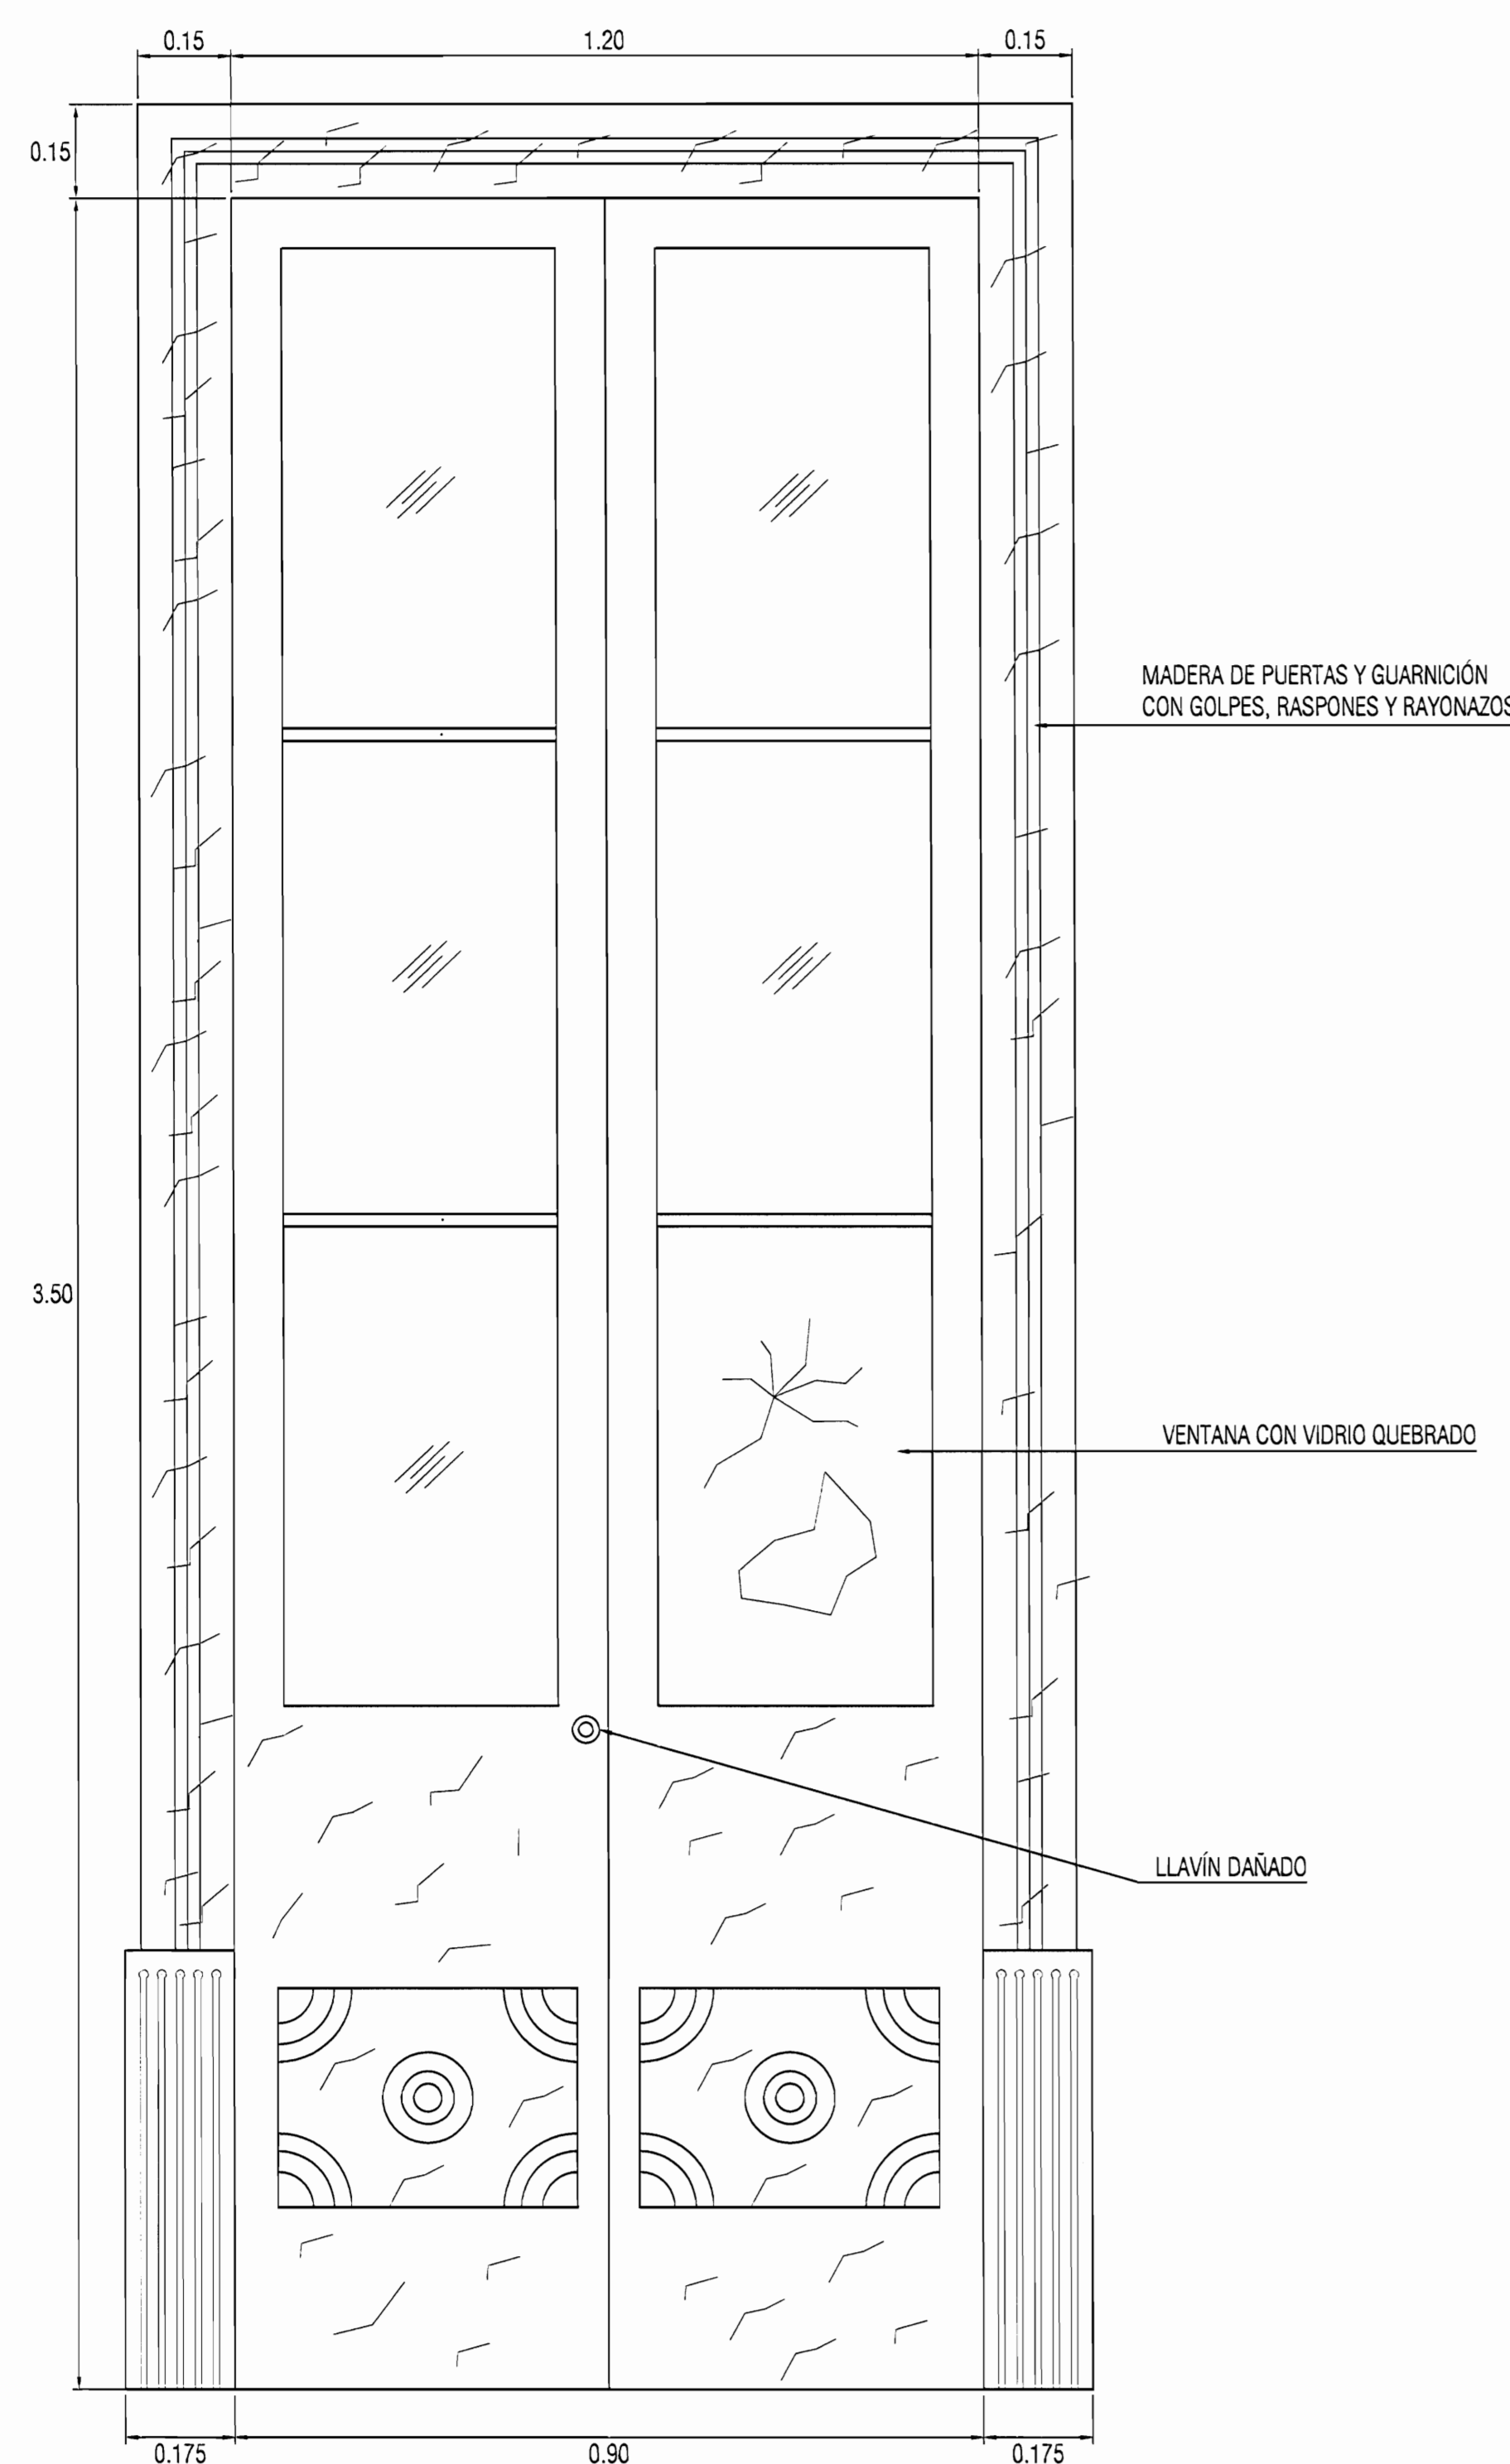 0.15
1.20
0.15
0.15
MADERA DE PUERTAS Y GUARNICIÓN
CON GOLPES, RASPONES Y RAYONAZOS
3.50
VENTANA CON VIDRIO QUEBRADO
LLAVÍN DAÑADO
0.175
0.90
0.175